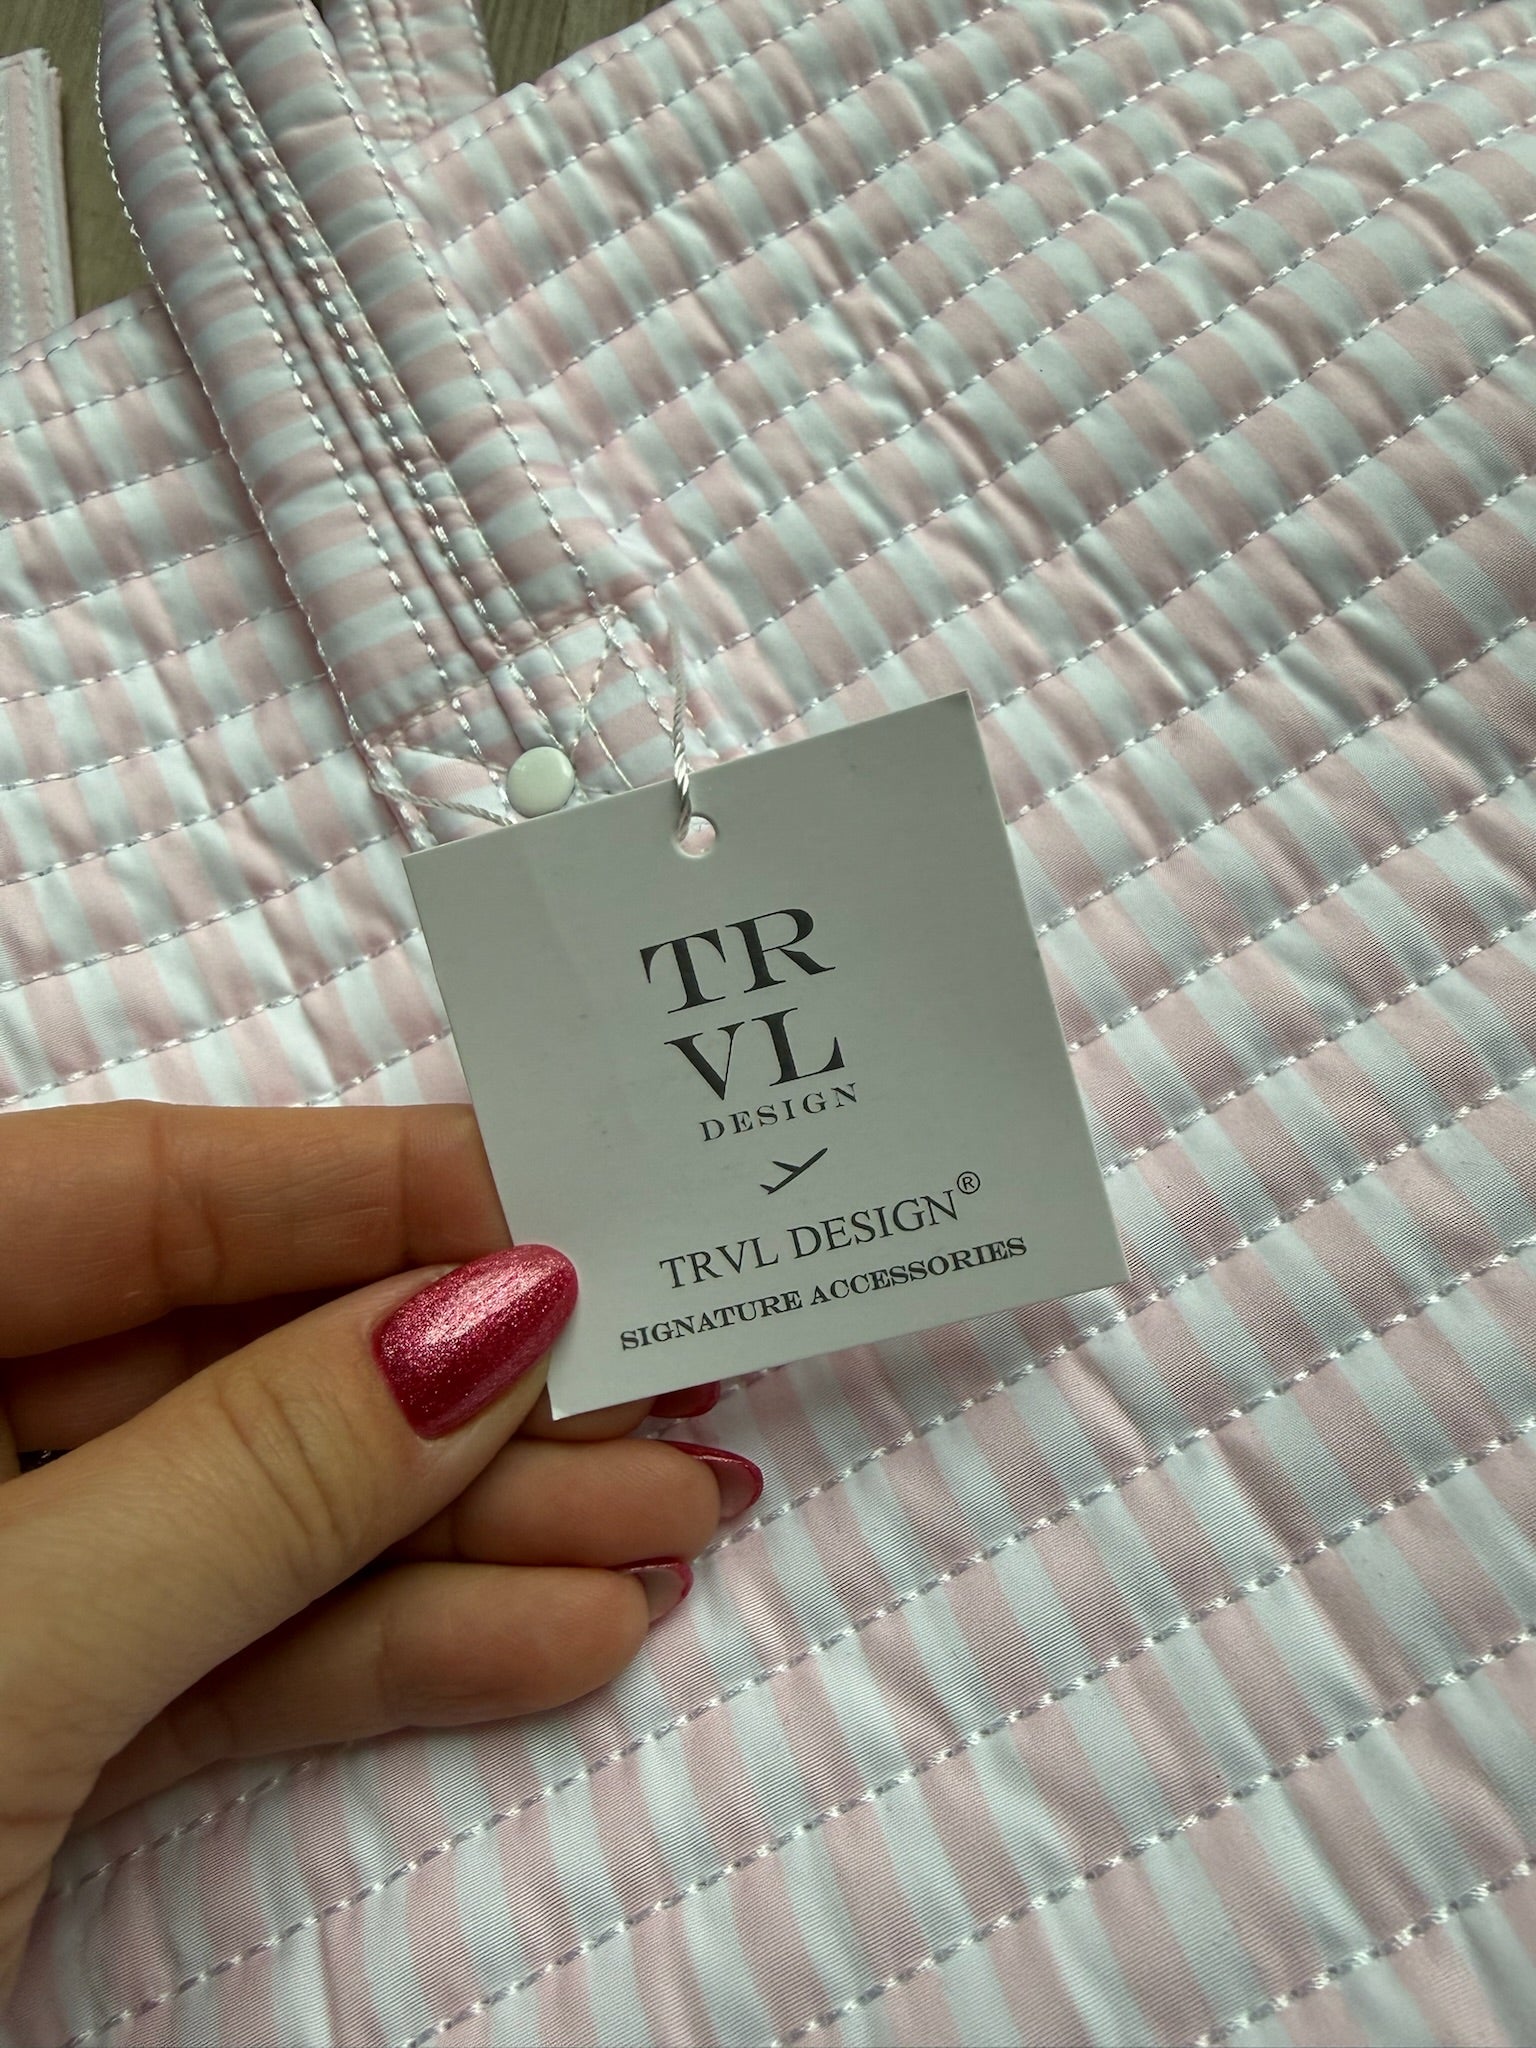 TR
VL
DESIGN
TRVL DESIGN®
SIGNATURE ACCESSORIES